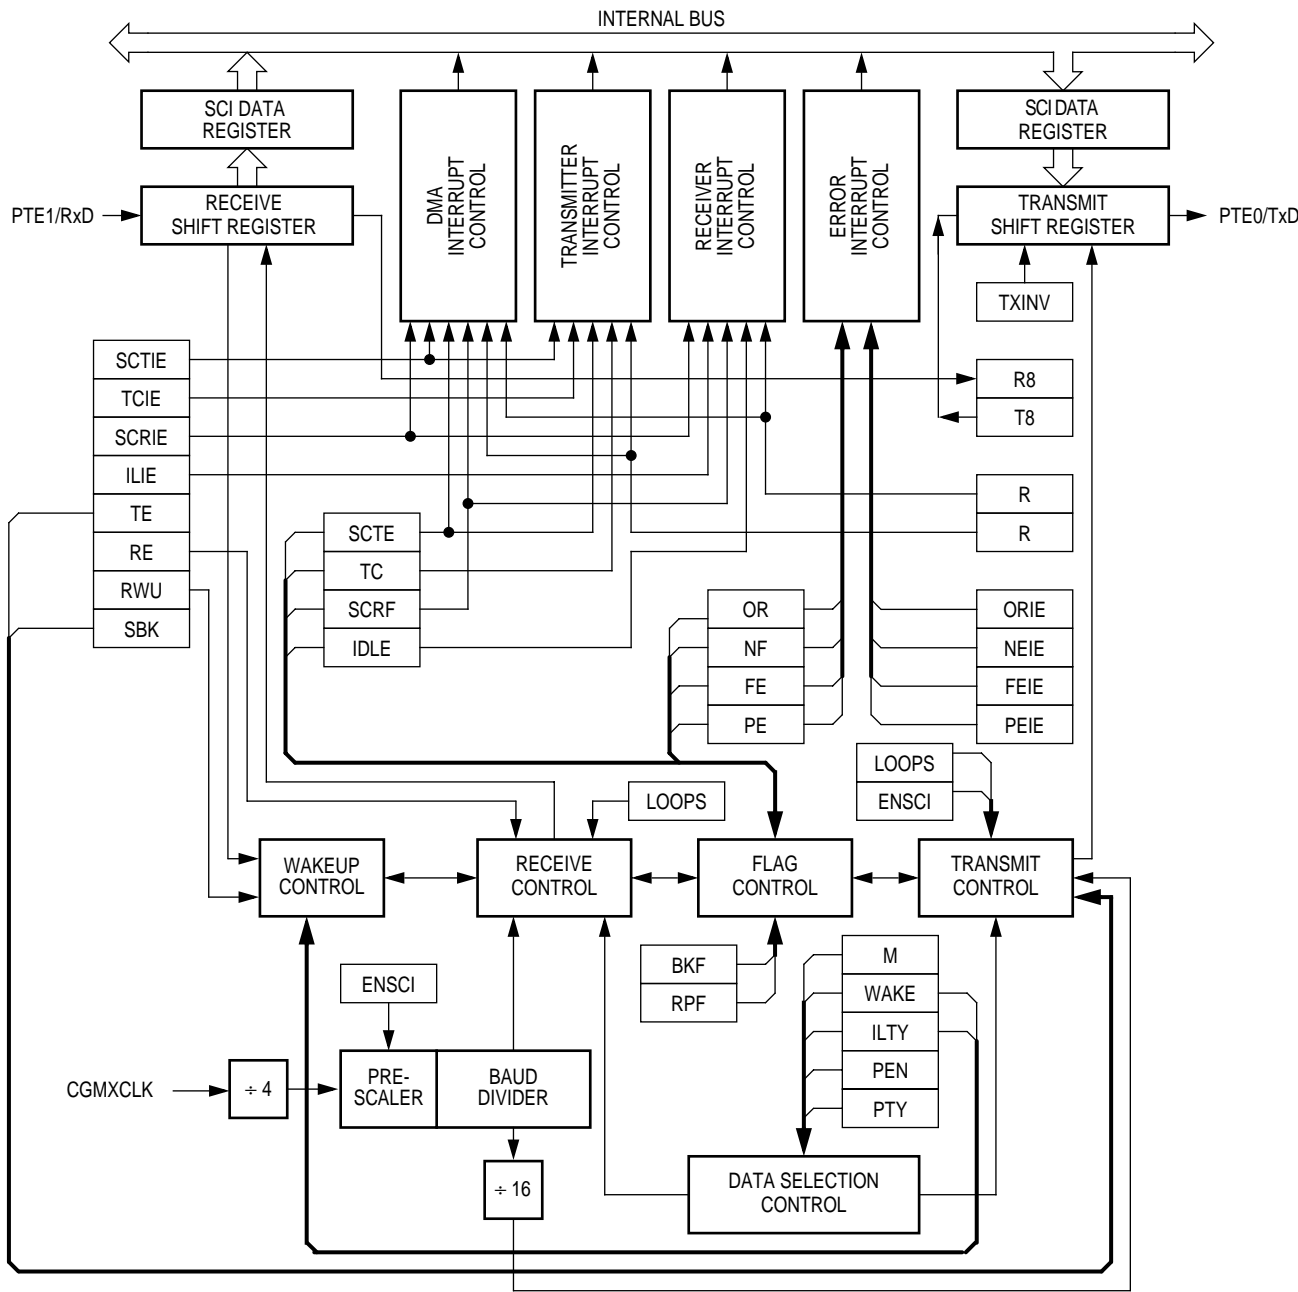 INTERNAL BUS
SCI DATA
REGISTER
SCI DATA
REGISTER
DMA
INTERRUPT
CONTROL
TRANSMITTER
INTERRUPT
CONTROL
RECEIVER
INTERRUPT
CONTROL
ERROR
INTERRUPT
CONTROL
PTE1/RxD
RECEIVE
SHIFT REGISTER
TRANSMIT
SHIFT REGISTER
PTE0/TxD
TXINV
SCTIE
TCIE
SCRIE
ILIE
TE
RE
RWU
SBK
R8
T8
R
R
SCTE
TC
SCRF
IDLE
OR
NF
FE
PE
ORIE
NEIE
FEIE
PEIE
LOOPS
LOOPS
ENSCI
WAKEUP
CONTROL
RECEIVE
CONTROL
FLAG
CONTROL
TRANSMIT
CONTROL
BKF
RPF
M
WAKE
ILTY
PEN
PTY
ENSCI
CGMXCLK
÷ 4
PRE-
SCALER
BAUD
DIVIDER
÷ 16
DATA SELECTION
CONTROL